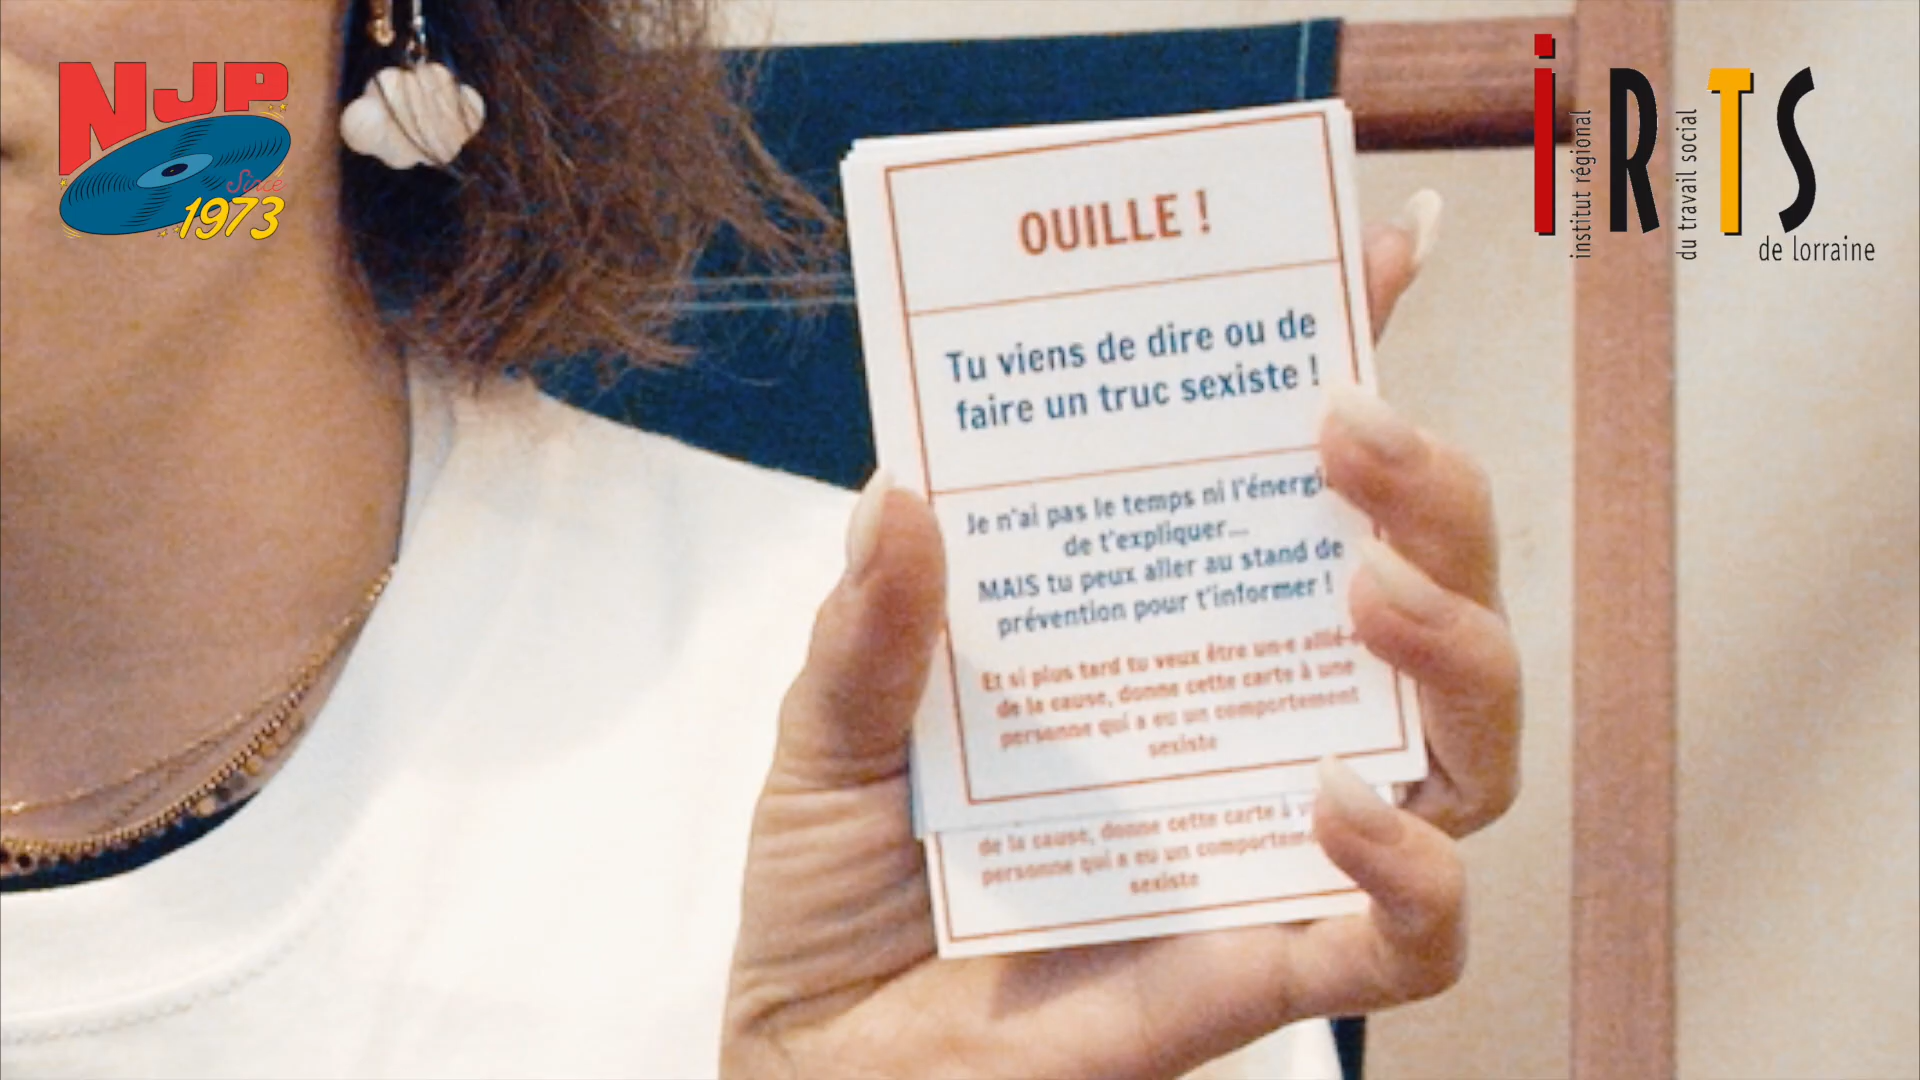 NJP
Since
1973
iRTS
institut régional
du travail social
de lorraine
OUILLE !
Tu viens de dire ou de
faire un truc sexiste !
Je n'ai pas le temps ni l'énergi
de t'expliquer...
MAIS tu peux aller au stand de
prévention pour t'informer !
Et si plus tard tu veux être un·e allié·
de la cause, donne cette carte à une
personne qui a eu un comportement
sexiste
de la cause, donne cette carte à
personne qui a eu un comportem
sexiste